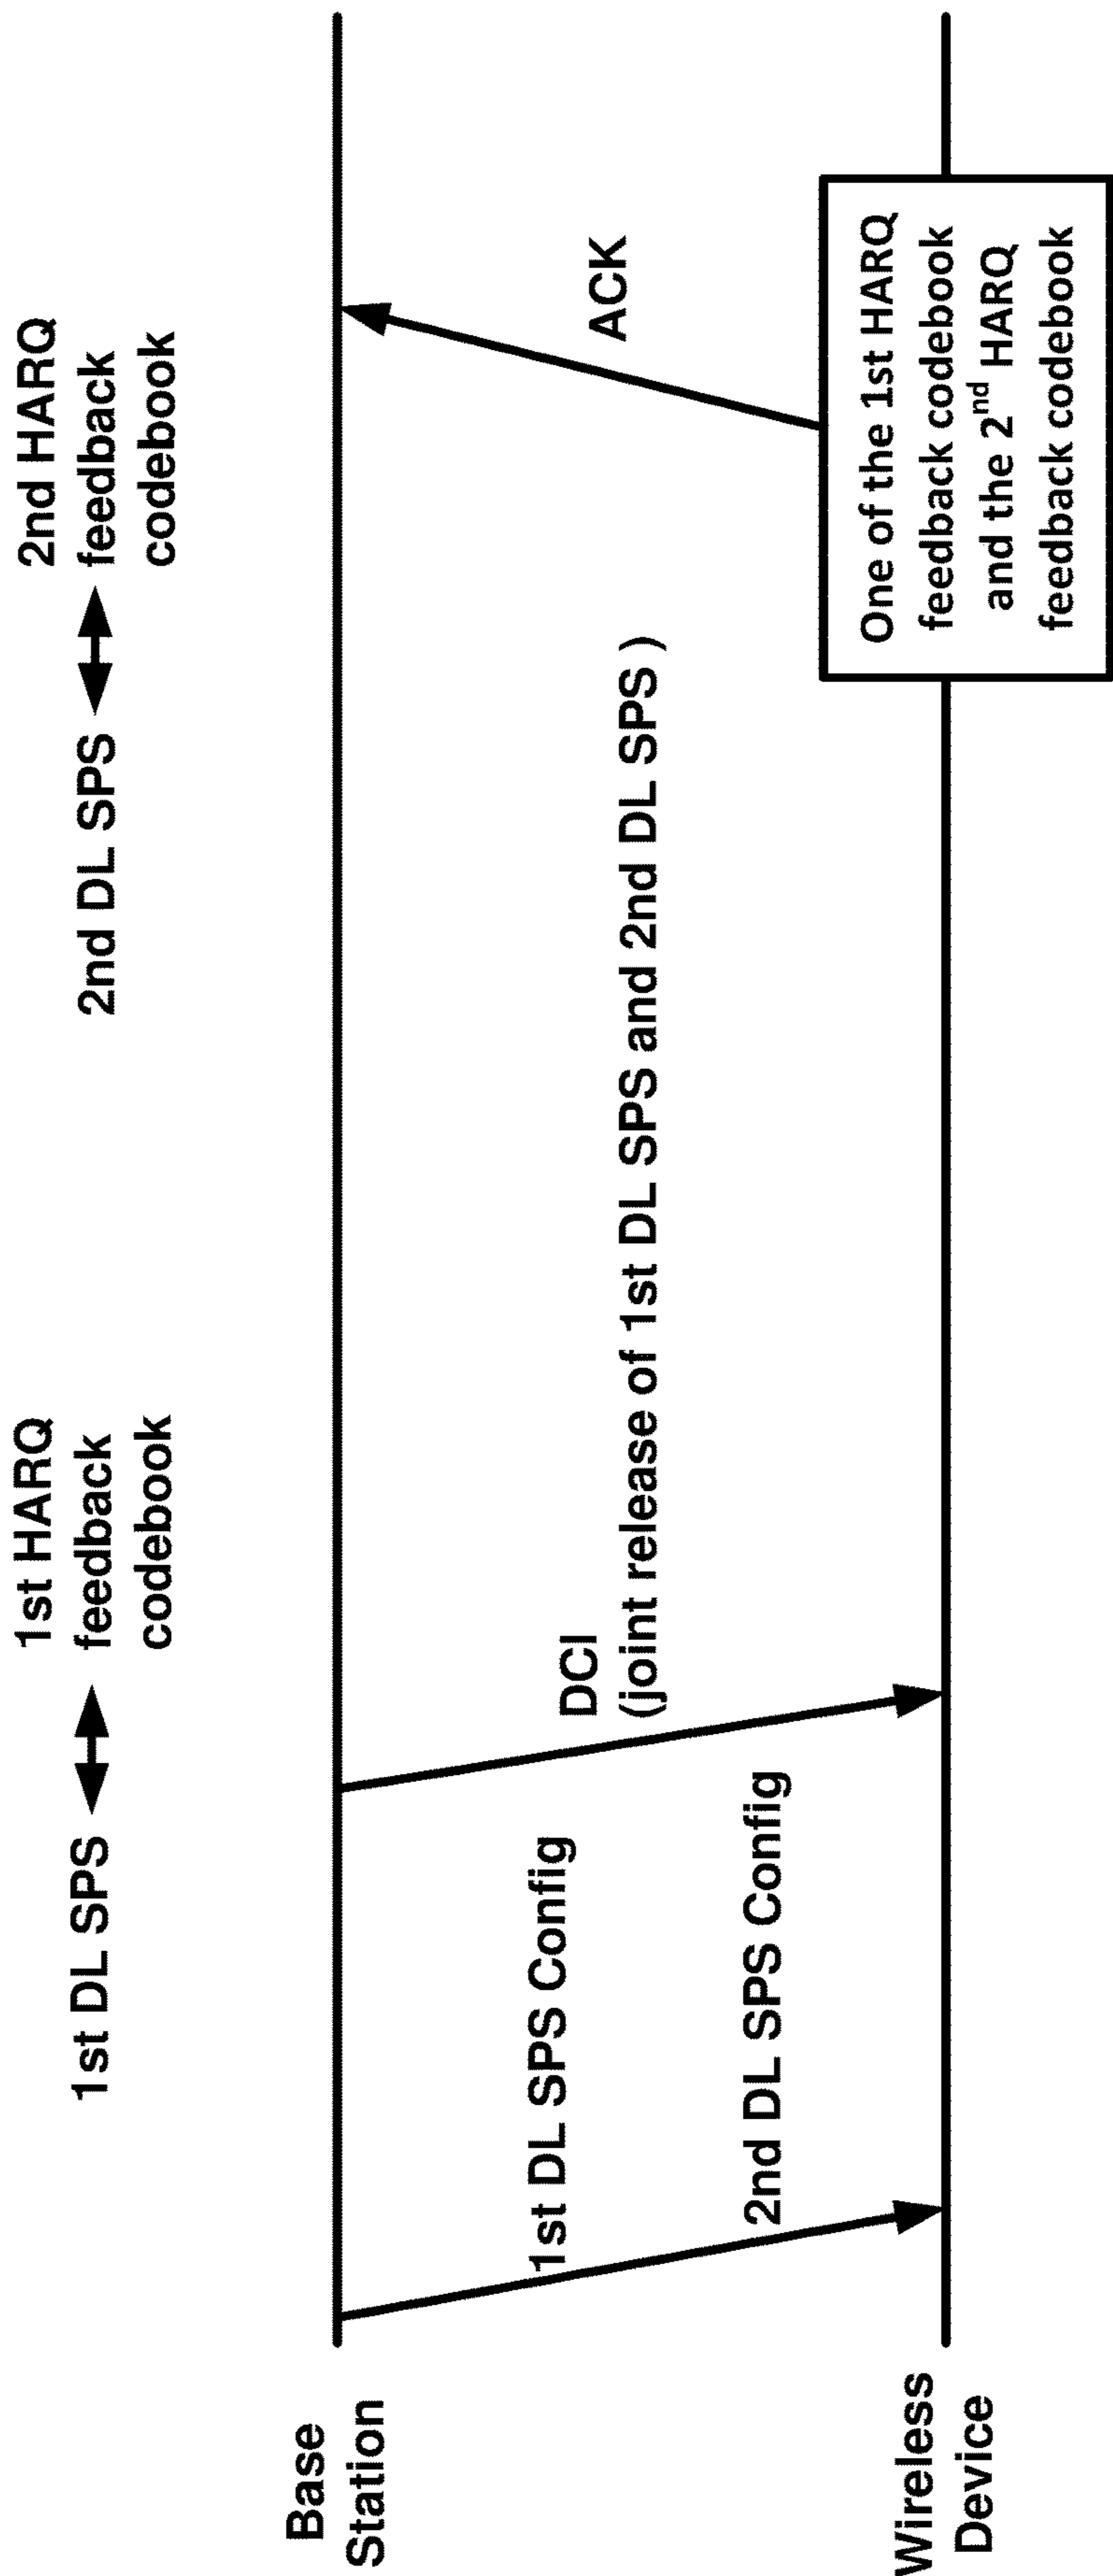 1st DL SPS
1st HARQ
feedback
codebook
2nd DL SPS
2nd HARQ
feedback
codebook
Base
Station
1st DL SPS Config
2nd DL SPS Config
DCI
(joint release of 1st DL SPS and 2nd DL SPS )
ACK
One of the 1st HARQ
feedback codebook
and the 2nd HARQ
feedback codebook
Wireless
Device